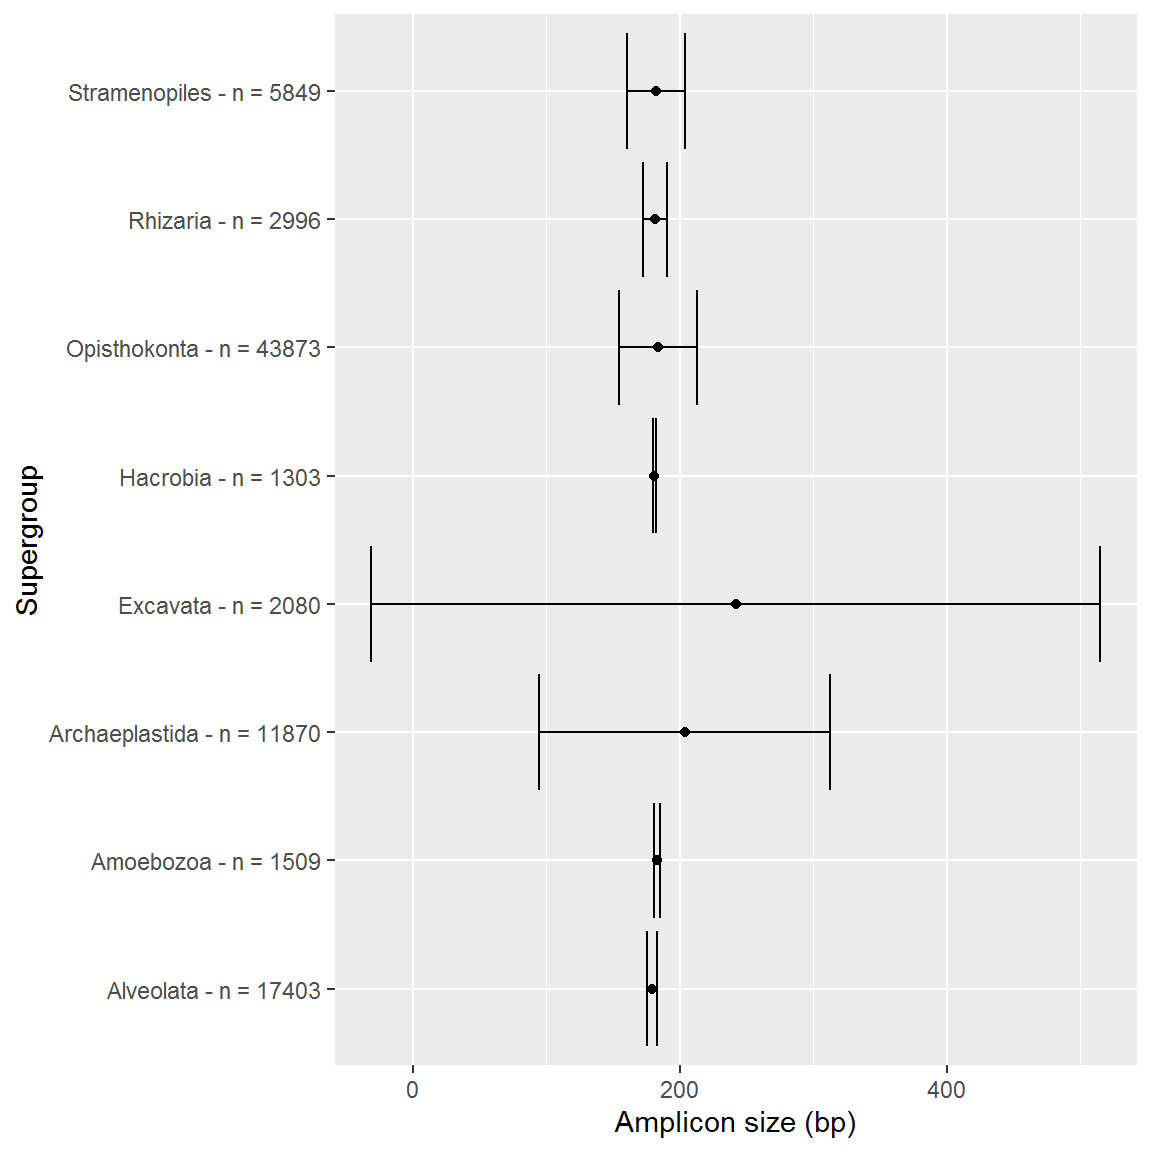 Stramenopiles - n = 5849
Rhizaria - n = 2996
Opisthokonta - n = 43873
Hacrobia - n = 1303
Excavata - n = 2080
Archaeplastida - n = 11870
Amoebozoa - n = 1509
Alveolata - n = 17403
Supergroup
0 200 400
Amplicon size (bp)